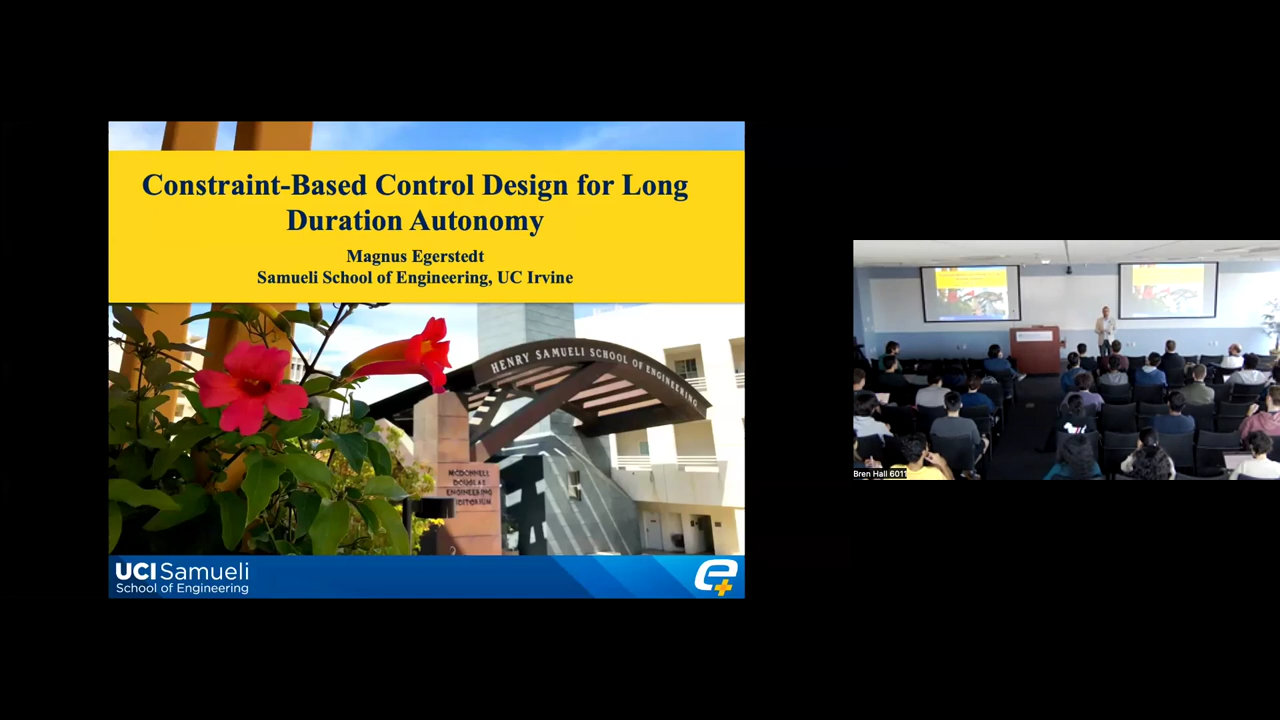 Constraint-Based Control Design for Long
Duration Autonomy
Magnus Egerstedt
Samueli School of Engineering, UC Irvine
HENRY SAMUELI SCHOOL OF ENGINEERING
MCDONNELL
DOUGLAS
ENGINEERING
AUDITORIUM
UCI Samueli
School of Engineering
e+
Bren Hall 6011